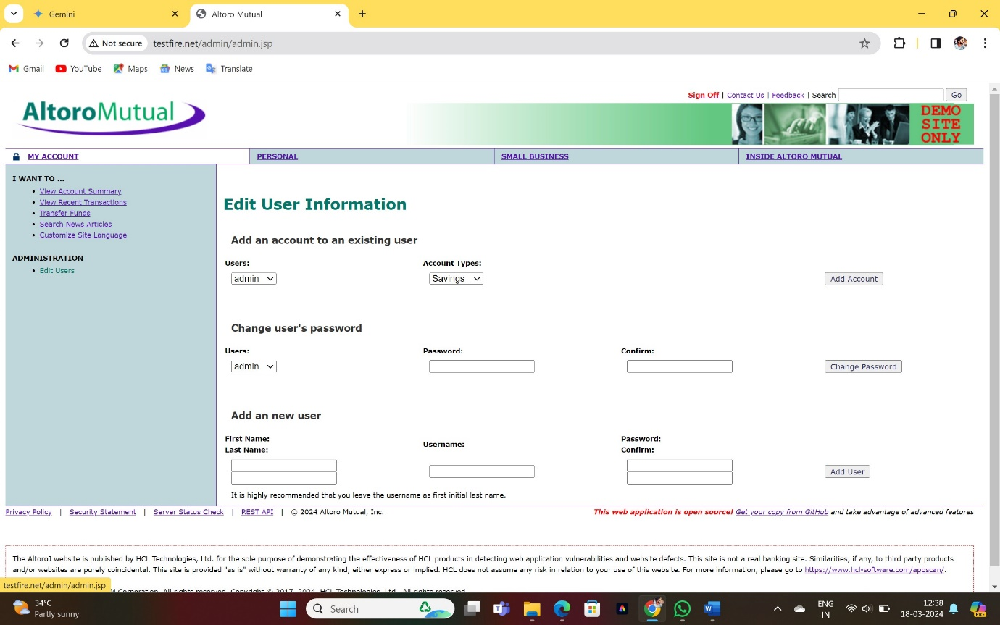 Gemini
Altoro Mutual
Not secure
testfire.net/admin/admin.jsp
Gmail
YouTube
Maps
News
Translate
Sign Off | Contact Us | Feedback | Search
Go
AltoroMutual
DEMO
SITE
ONLY
MY ACCOUNT
PERSONAL
SMALL BUSINESS
INSIDE ALTORO MUTUAL
I WANT TO ...
• View Account Summary
• View Recent Transactions
• Transfer Funds
• Search News Articles
• Customize Site Language
ADMINISTRATION
• Edit Users
Edit User Information
Add an account to an existing user
Users:
Account Types:
admin
Savings
Add Account
Change user's password
Users:
Password:
Confirm:
admin
Change Password
Add an new user
First Name:
Last Name:
Username:
Password:
Confirm:
Add User
It is highly recommended that you leave the username as first initial last name.
Privacy Policy | Security Statement | Server Status Check | REST API | © 2024 Altoro Mutual, Inc.
This web application is open source! Get your copy from GitHub and take advantage of advanced features
The AltoroJ website is published by HCL Technologies, Ltd. for the sole purpose of demonstrating the effectiveness of HCL products in detecting web application vulnerabilities and website defects. This site is not a real banking site. Similarities, if any, to third party products
and/or websites are purely coincidental. This site is provided "as is" without warranty of any kind, either express or implied. HCL does not assume any risk in relation to your use of this website. For more information, please go to https://www.hcl-software.com/appscan/.
testfire.net/admin/admin.jsp
M Corporation. All rights reserved. Copyright © 2017, 2024, HCL Technologies, Ltd. All rights reserved.
34°C
Partly sunny
Search
ENG
IN
12:38
18-03-2024
PRE